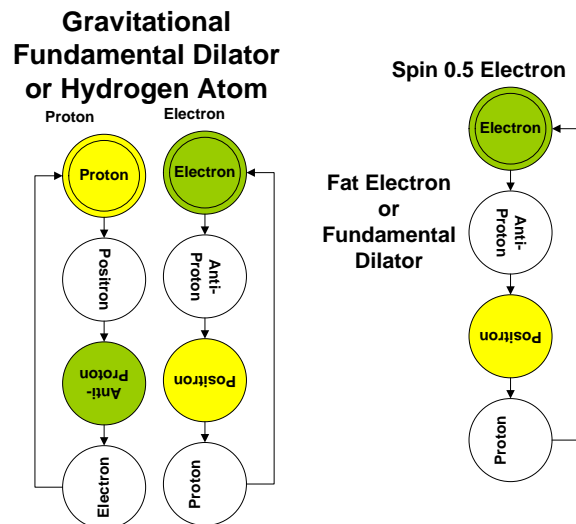 Gravitational
Fundamental Dilator
or Hydrogen Atom
Proton
Electron
Proton
Positron
Anti-
Proton
Electron
Electron
Anti-
Proton
Positron
Proton
Fat Electron
or
Fundamental
Dilator
Spin 0.5 Electron
Electron
Anti-
Proton
Positron
Proton